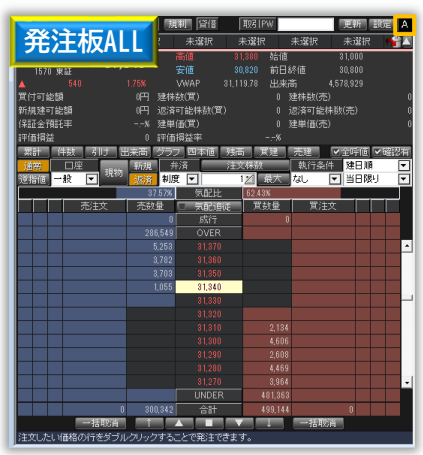 発注板ALL
規制 貸借 取引PW 更新 設定 A
択 未選択 未選択 未選択 未選択
高値 31,380 始値 31,000
1570 東証 安値 30,820 前日終値 30,800
▲ 540 1.75% VWAP 31,119.78 出来高 4,578,929
買付可能額 0円 建株数(買) 0 建株数(売) 0
新規建可能額 0円 返済可能株数(買) 0 返済可能株数(売) 0
保証金預託率 --% 建単価(買) 0 建単価(売) 0
評価損益 0 評価損益率 --%
累計 件数 引け 出来高 グラフ 四本値 残高 買建 売建 全呼値 確認有
通常 口座 現物 新規 弁済 注文株数 執行条件 建日順
逆指値 一般 返済 制度 1 最大 なし 当日限り
37.57% 気配比 62.43%
売注文 売数量 気配追従 買数量 買注文
0 成行 0
286,549 OVER
5,253 31,370
3,782 31,360
3,703 31,350
1,055 31,340
31,330
31,320
31,310 2,134
31,300 4,606
31,290 2,608
31,280 4,469
31,270 3,964
UNDER 481,363
0 300,342 合計 499,144 0
一括取消 ↑ ▲ ■ ▼ ↓ 一括取消
注文したい価格の行をダブルクリックすることで発注できます。